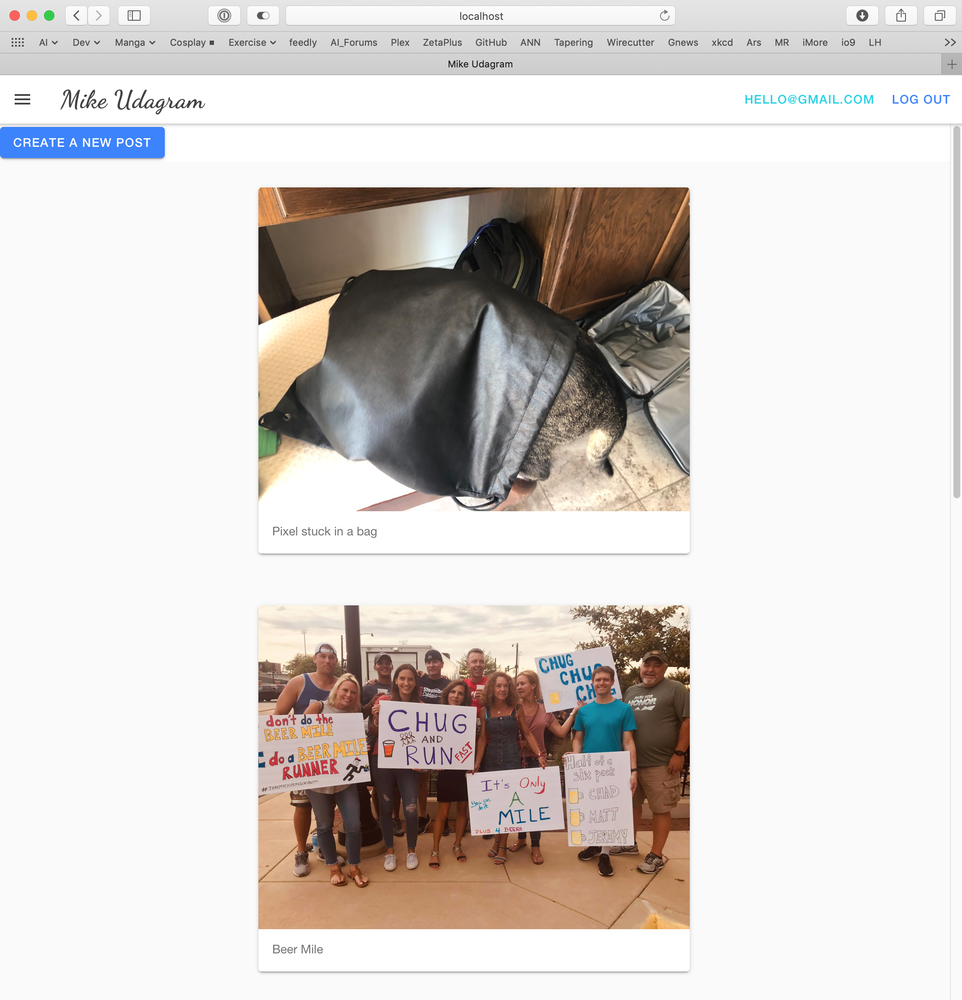 localhost
AI Dev Manga Cosplay Exercise feedly AI_Forums Plex ZetaPlus GitHub ANN Tapering Wirecutter Gnews xkcd Ars MR iMore io9 LH
Mike Udagram
Mike Udagram
HELLO@GMAIL.COM LOG OUT
CREATE A NEW POST
Pixel stuck in a bag
CHUG
CHUG
CHUG
2015 Steamboat
Classic
RUN FOR
HONOR
don't do the
BEER MILE
I do a BEER MILE
RUNNER
#JEREMYCASPERKICKSBUTT
CHUG
AND
RUN FAST
It's Only
You can do it
A
MILE
PLUS 4 BEERS
Half of a
six pack
CHAD
MATT
JEREMY
Beer Mile